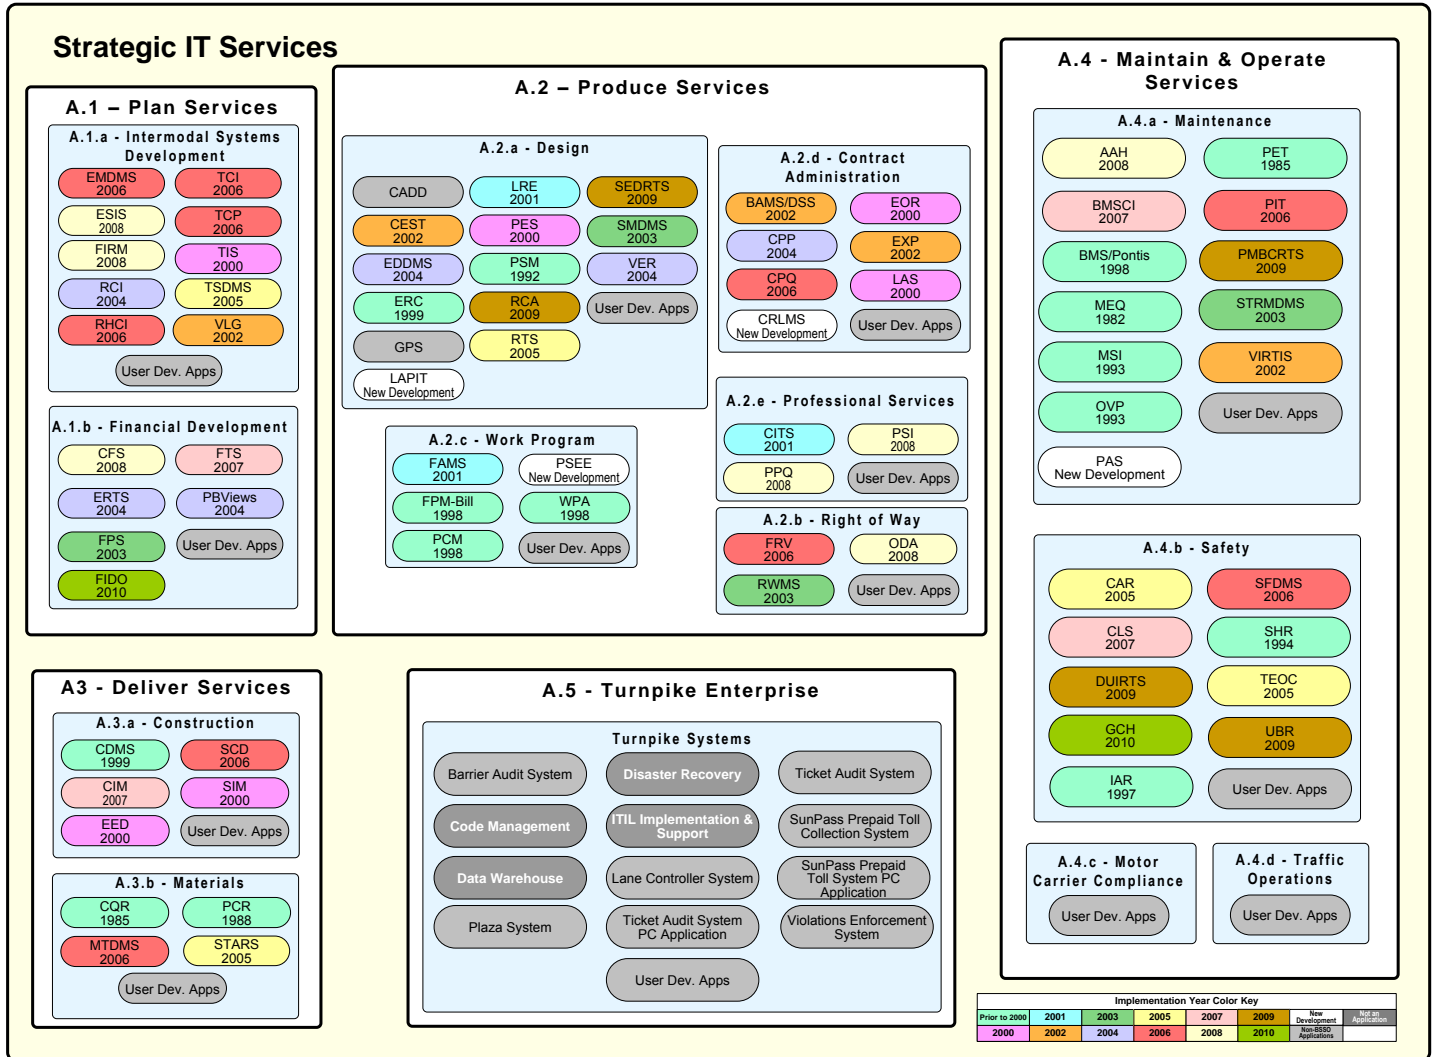 Strategic IT Services
A.1 – Plan Services
A.1.a - Intermodal Systems
Development
EMDMS
2006
TCI
2006
ESIS
2008
TCP
2006
FIRM
2008
TIS
2000
RCI
2004
TSDMS
2005
RHCI
2006
VLG
2002
User Dev. Apps
A.1.b - Financial Development
CFS
2008
FTS
2007
ERTS
2004
PBViews
2004
FPS
2003
User Dev. Apps
FIDO
2010
A.2 – Produce Services
A.2.a - Design
CADD
LRE
2001
SEDRTS
2009
CEST
2002
PES
2000
SMDMS
2003
EDDMS
2004
PSM
1992
VER
2004
ERC
1999
RCA
2009
User Dev. Apps
GPS
RTS
2005
LAPIT
New Development
A.2.d - Contract
Administration
BAMS/DSS
2002
EOR
2000
CPP
2004
EXP
2002
CPQ
2006
LAS
2000
CRLMS
New Development
User Dev. Apps
A.2.c - Work Program
FAMS
2001
PSEE
New Development
FPM-Bill
1998
WPA
1998
PCM
1998
User Dev. Apps
A.2.e - Professional Services
CITS
2001
PSI
2008
PPQ
2008
User Dev. Apps
A.2.b - Right of Way
FRV
2006
ODA
2008
RWMS
2003
User Dev. Apps
A.4 - Maintain & Operate
Services
A.4.a - Maintenance
AAH
2008
PET
1985
BMSCI
2007
PIT
2006
BMS/Pontis
1998
PMBCRTS
2009
MEQ
1982
STRMDMS
2003
MSI
1993
VIRTIS
2002
OVP
1993
User Dev. Apps
PAS
New Development
A.4.b - Safety
CAR
2005
SFDMS
2006
CLS
2007
SHR
1994
DUIRTS
2009
TEOC
2005
GCH
2010
UBR
2009
IAR
1997
User Dev. Apps
A.4.c - Motor
Carrier Compliance
User Dev. Apps
A.4.d - Traffic
Operations
User Dev. Apps
A3 - Deliver Services
A.3.a - Construction
CDMS
1999
SCD
2006
CIM
2007
SIM
2000
EED
2000
User Dev. Apps
A.3.b - Materials
CQR
1985
PCR
1988
MTDMS
2006
STARS
2005
User Dev. Apps
A.5 - Turnpike Enterprise
Turnpike Systems
Barrier Audit System
Disaster Recovery
Ticket Audit System
Code Management
ITIL Implementation &
Support
SunPass Prepaid Toll
Collection System
Data Warehouse
Lane Controller System
SunPass Prepaid
Toll System PC
Application
Plaza System
Ticket Audit System
PC Application
Violations Enforcement
System
User Dev. Apps
Implementation Year Color Key
Prior to 2000
2001
2003
2005
2007
2009
New
Development
Not an
Application
2000
2002
2004
2006
2008
2010
Non-BSSO
Applications